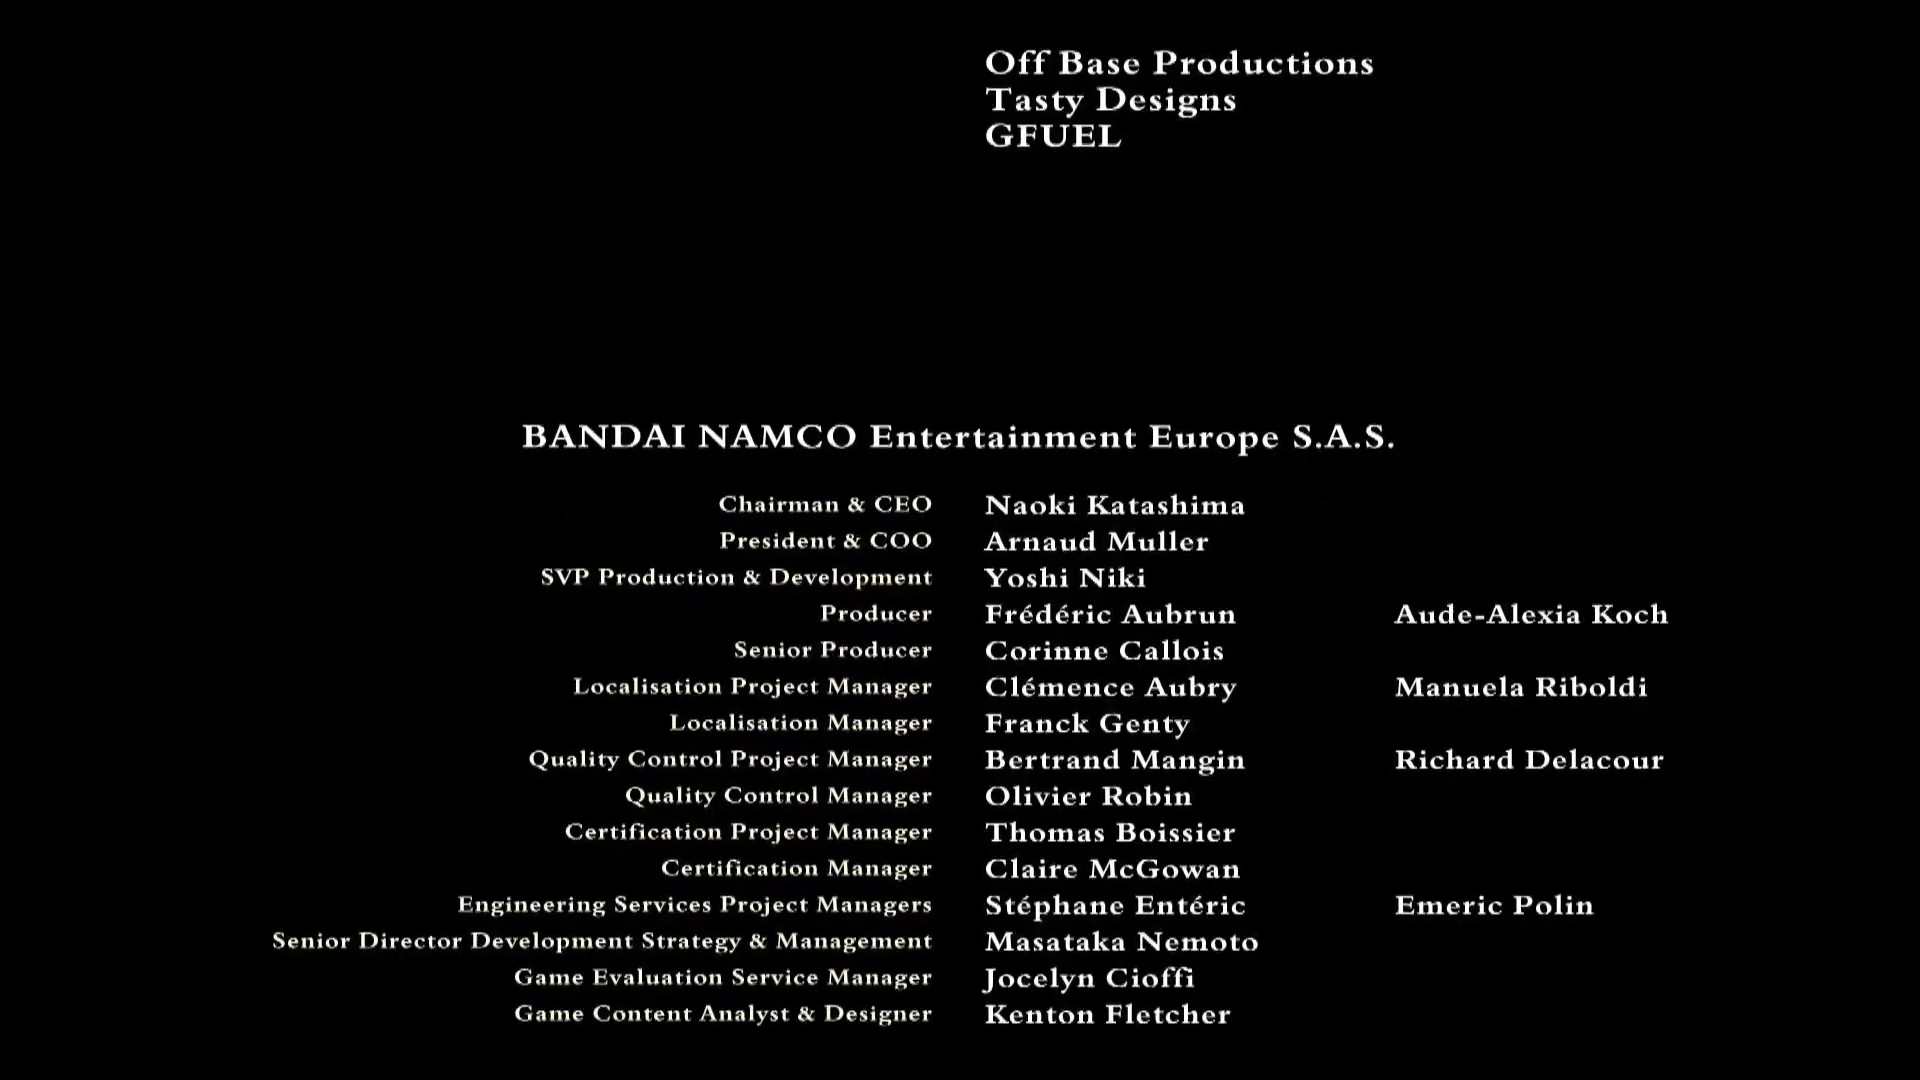 Off Base Productions
Tasty Designs
GFUEL
BANDAI NAMCO Entertainment Europe S.A.S.
Chairman & CEO Naoki Katashima
President & COO Arnaud Muller
SVP Production & Development Yoshi Niki
Producer Frédéric Aubrun Aude-Alexia Koch
Senior Producer Corinne Callois
Localisation Project Manager Clémence Aubry Manuela Riboldi
Localisation Manager Franck Genty
Quality Control Project Manager Bertrand Mangin Richard Delacour
Quality Control Manager Olivier Robin
Certification Project Manager Thomas Boissier
Certification Manager Claire McGowan
Engineering Services Project Managers Stéphane Entéric Emeric Polin
Senior Director Development Strategy & Management Masataka Nemoto
Game Evaluation Service Manager Jocelyn Cioffi
Game Content Analyst & Designer Kenton Fletcher